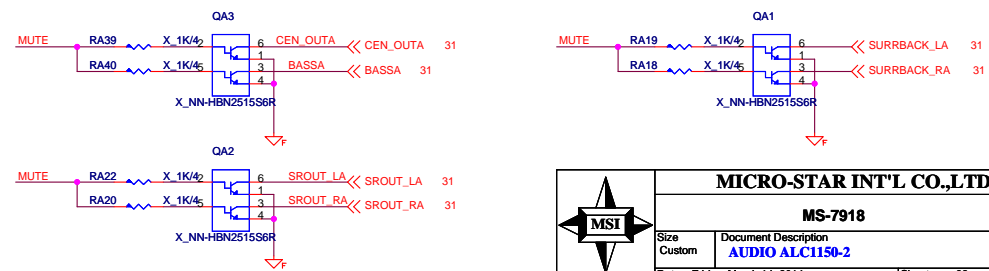 QA3
MUTE RA39 X_1K/4 2 6 CEN_OUTA CEN_OUTA 31
1
RA40 X_1K/4 5 3 BASSA BASSA 31
4
X_NN-HBN2515S6R
F
QA1
MUTE RA19 X_1K/4 2 6 SURRBACK_LA 31
1
RA18 X_1K/4 5 3 SURRBACK_RA 31
4
X_NN-HBN2515S6R
F
QA2
MUTE RA22 X_1K/4 2 6 SROUT_LA SROUT_LA 31
1
RA20 X_1K/4 5 3 SROUT_RA SROUT_RA 31
4
X_NN-HBN2515S6R
F
MSI
MICRO-STAR INT'L CO.,LTD
MS-7918
Size
Custom
Document Description
AUDIO ALC1150-2